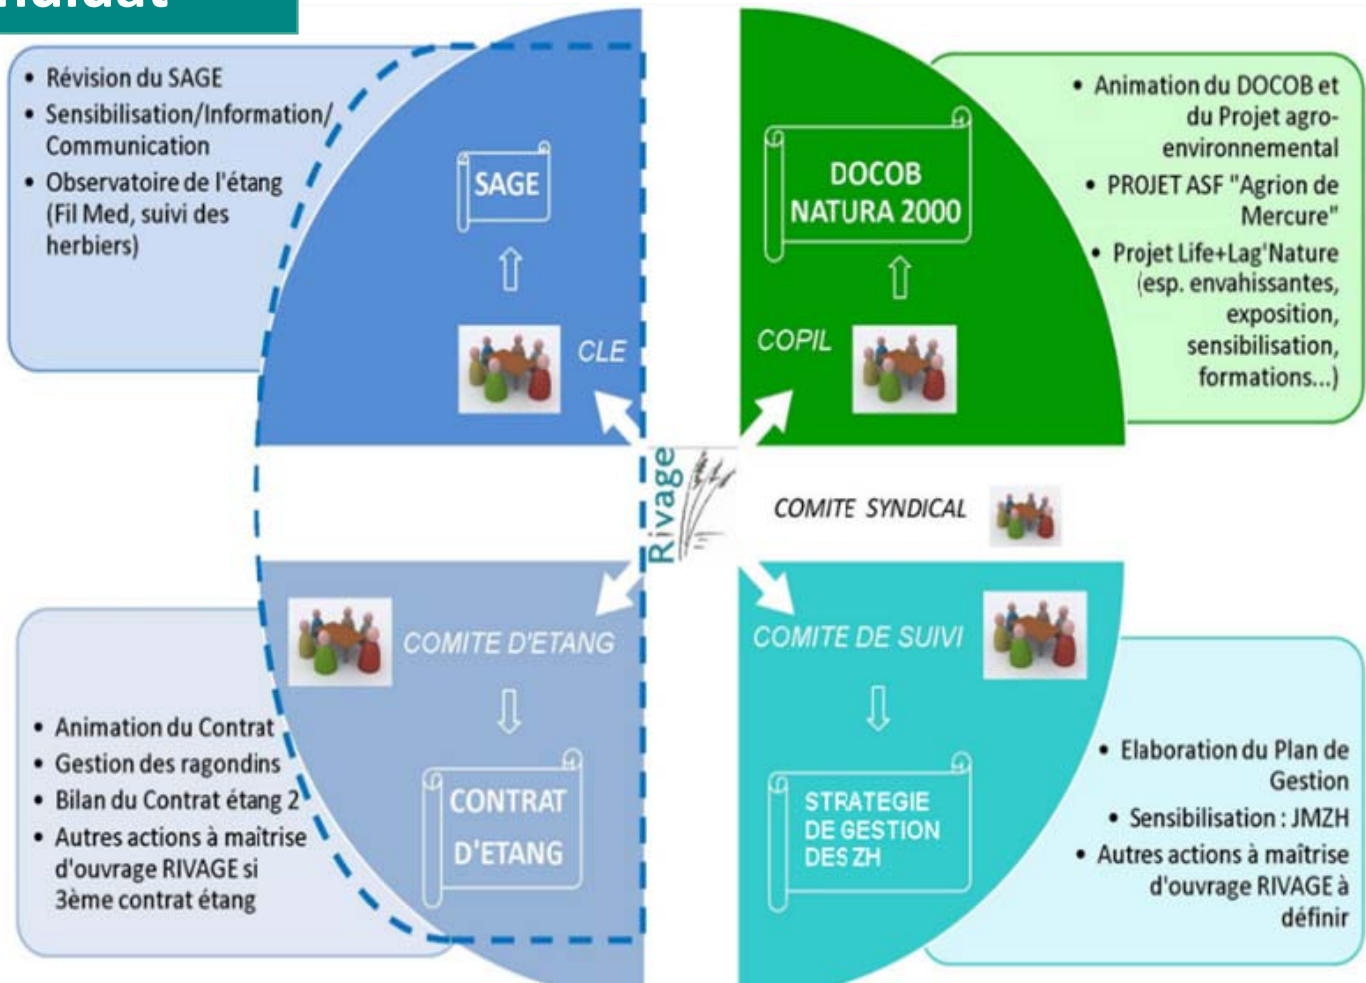 • Révision du SAGE
• Sensibilisation/Information/
Communication
• Observatoire de l'étang
(Fil Med, suivi des
herbiers)
SAGE
CLE
DOCOB
NATURA 2000
COPIL
• Animation du DOCOB et
du Projet agro-
environnemental
• PROJET ASF "Agrion de
Mercure"
• Projet Life+Lag'Nature
(esp. envahissantes,
exposition,
sensibilisation,
formations...)
Rivage
COMITE SYNDICAL
COMITE D'ETANG
CONTRAT
D'ETANG
• Animation du Contrat
• Gestion des ragondins
• Bilan du Contrat étang 2
• Autres actions à maîtrise
d'ouvrage RIVAGE si
3ème contrat étang
COMITE DE SUIVI
STRATEGIE
DE GESTION
DES ZH
• Elaboration du Plan de
Gestion
• Sensibilisation : JMZH
• Autres actions à maîtrise
d'ouvrage RIVAGE à
définir